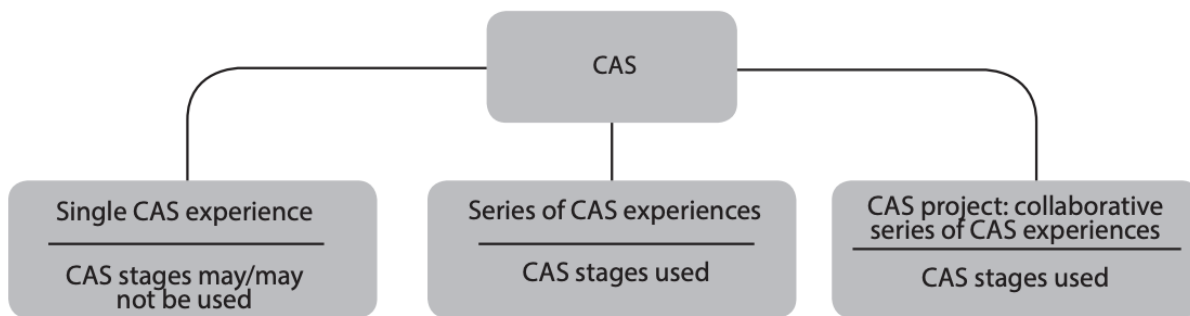 CAS
Single CAS experience
CAS stages may/may
not be used
Series of CAS experiences
CAS stages used
CAS project: collaborative
series of CAS experiences
CAS stages used